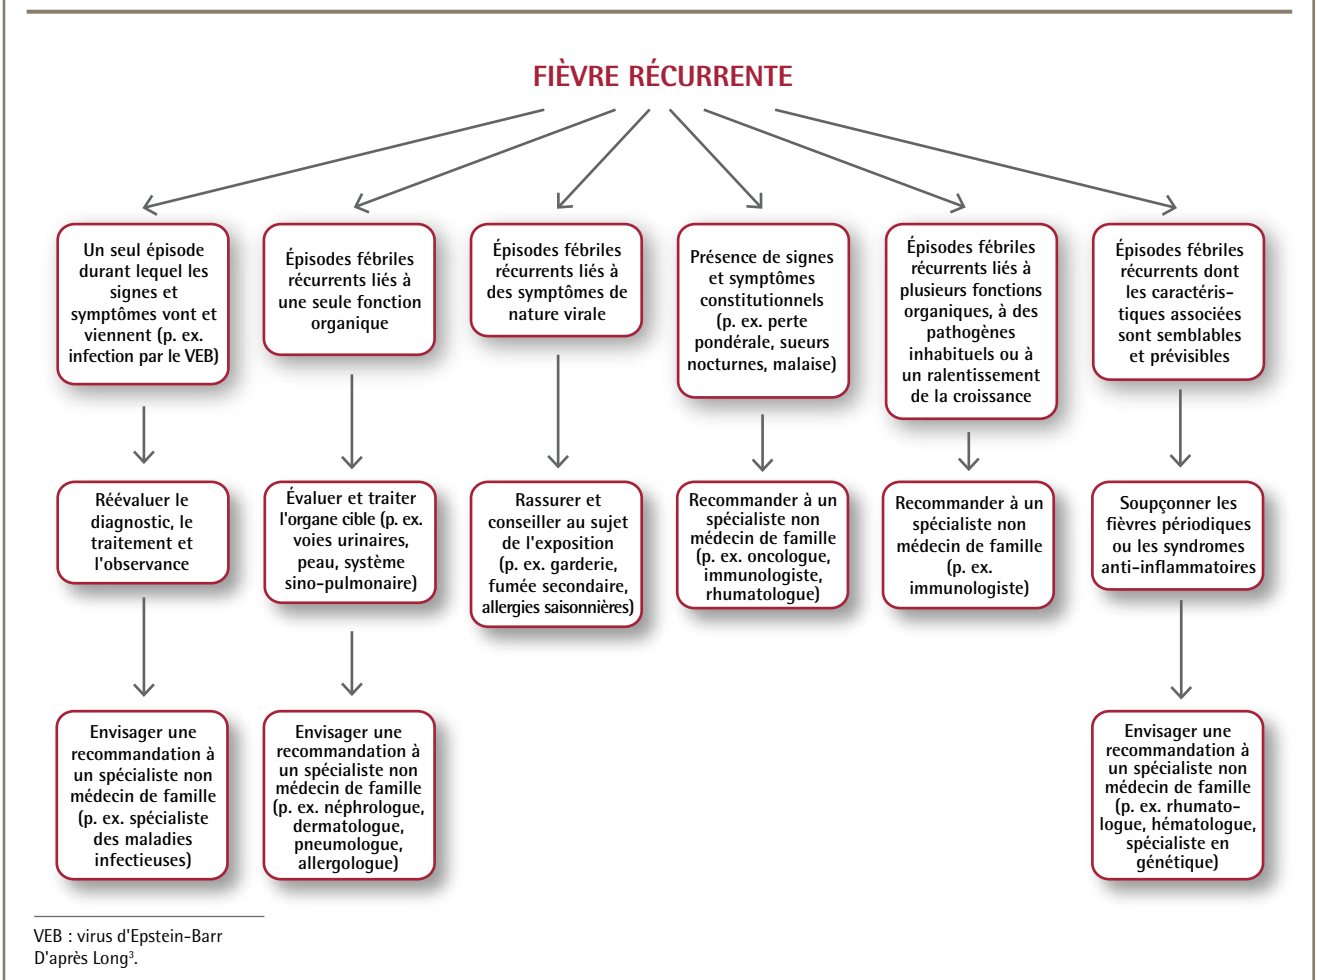 FIÈVRE RÉCURRENTE
Un seul épisode
durant lequel les
signes et
symptômes vont et
viennent (p. ex.
infection par le VEB)
Épisodes fébriles
récurrents liés à
une seule fonction
organique
Épisodes fébriles
récurrents liés à
des symptômes de
nature virale
Présence de signes
et symptômes
constitutionnels
(p. ex. perte
pondérale, sueurs
nocturnes, malaise)
Épisodes fébriles
récurrents liés à
plusieurs fonctions
organiques, à des
pathogènes
inhabituels ou à
un ralentissement
de la croissance
Épisodes fébriles
récurrents dont
les caractéris-
tiques associées
sont semblables
et prévisibles
Réévaluer le
diagnostic, le
traitement et
l'observance
Évaluer et traiter
l'organe cible (p. ex.
voies urinaires,
peau, système
sino-pulmonaire)
Rassurer et
conseiller au sujet
de l'exposition
(p. ex. garderie,
fumée secondaire,
allergies saisonnières)
Recommander à un
spécialiste non
médecin de famille
(p. ex. oncologue,
immunologiste,
rhumatologue)
Recommander à un
spécialiste non
médecin de famille
(p. ex.
immunologiste)
Soupçonner les
fièvres périodiques
ou les syndromes
anti-inflammatoires
Envisager une
recommandation à
un spécialiste non
médecin de famille
(p. ex. spécialiste
des maladies
infectieuses)
Envisager une
recommandation à
un spécialiste non
médecin de famille
(p. ex. néphrologue,
dermatologue,
pneumologue,
allergologue)
Envisager une
recommandation à
un spécialiste non
médecin de famille
(p. ex. rhumato-
logue, hématologue,
spécialiste en
génétique)
VEB : virus d'Epstein-Barr
D'après Long³.